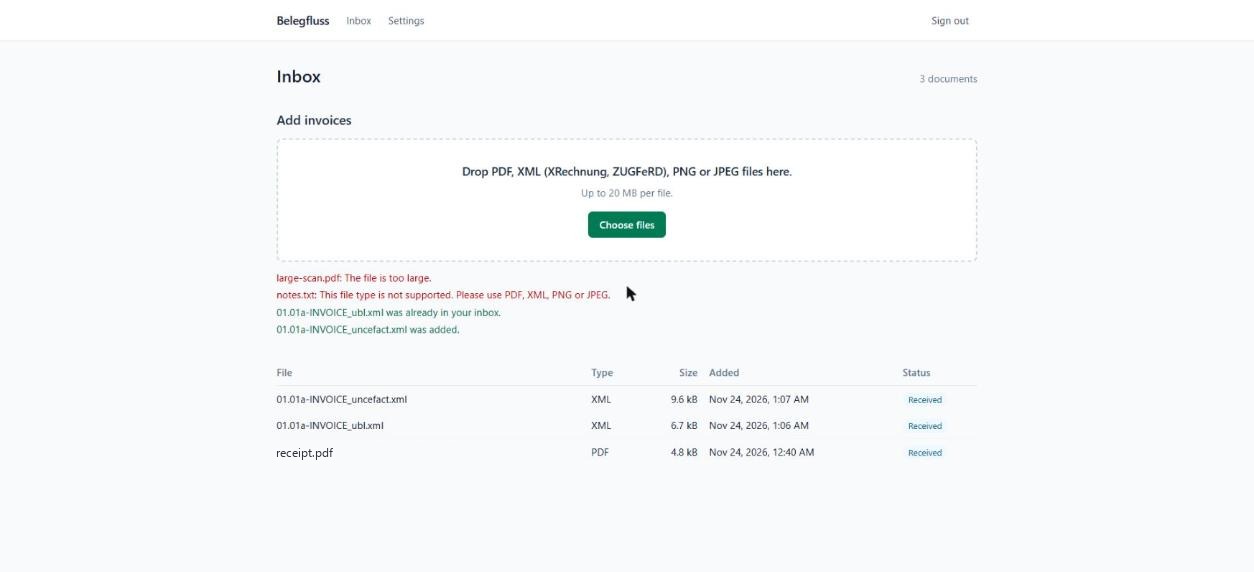 Belegfluss Inbox Settings Sign out
Inbox 3 documents
Add invoices
Drop PDF, XML (XRechnung, ZUGFeRD), PNG or JPEG files here.
Up to 20 MB per file.
Choose files
large-scan.pdf: The file is too large.
notes.txt: This file type is not supported. Please use PDF, XML, PNG or JPEG.
01.01a-INVOICE_ubl.xml was already in your inbox.
01.01a-INVOICE_uncefact.xml was added.
File Type Size Added Status
01.01a-INVOICE_uncefact.xml XML 9.6 kB Nov 24, 2026, 1:07 AM Received
01.01a-INVOICE_ubl.xml XML 6.7 kB Nov 24, 2026, 1:06 AM Received
receipt.pdf PDF 4.8 kB Nov 24, 2026, 12:40 AM Received